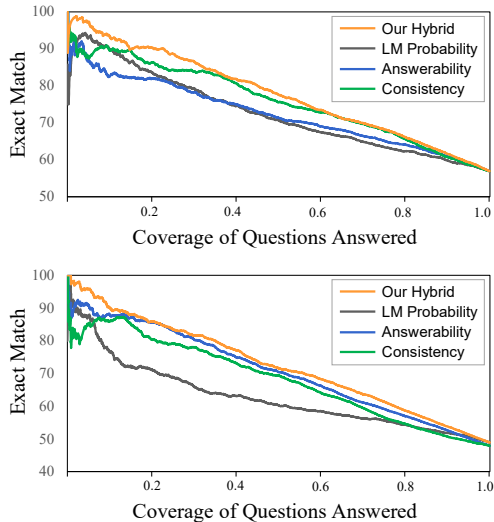 100
90
80
70
60
50
Exact Match
Our Hybrid
LM Probability
Answerability
Consistency
0.2 0.4 0.6 0.8 1.0
Coverage of Questions Answered
100
90
80
70
60
50
40
Exact Match
Our Hybrid
LM Probability
Answerability
Consistency
0.2 0.4 0.6 0.8 1.0
Coverage of Questions Answered